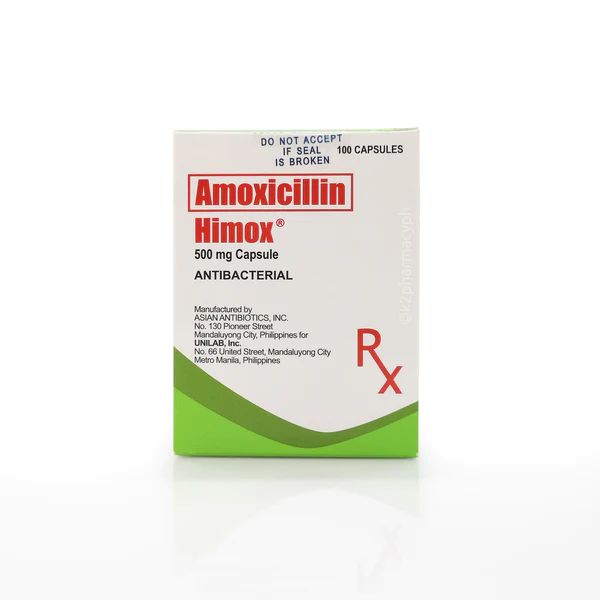 DO NOT ACCEPT
IF SEAL
IS BROKEN
100 CAPSULES
Amoxicillin
Himox®
500 mg Capsule
ANTIBACTERIAL
Manufactured by
ASIAN ANTIBIOTICS, INC.
No. 130 Pioneer Street
Mandaluyong City, Philippines for
UNILAB, Inc.
No. 66 United Street, Mandaluyong City
Metro Manila, Philippines
Rx
©k2pharmacyph